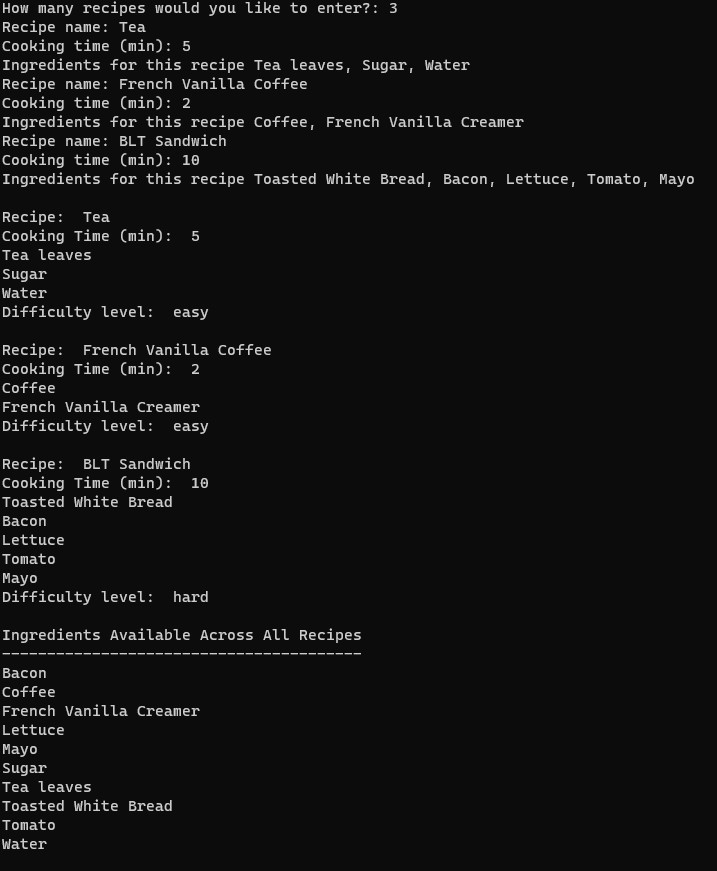 How many recipes would you like to enter?: 3
Recipe name: Tea
Cooking time (min): 5
Ingredients for this recipe Tea leaves, Sugar, Water
Recipe name: French Vanilla Coffee
Cooking time (min): 2
Ingredients for this recipe Coffee, French Vanilla Creamer
Recipe name: BLT Sandwich
Cooking time (min): 10
Ingredients for this recipe Toasted White Bread, Bacon, Lettuce, Tomato, Mayo

Recipe:  Tea
Cooking Time (min):  5
Tea leaves
Sugar
Water
Difficulty level:  easy

Recipe:  French Vanilla Coffee
Cooking Time (min):  2
Coffee
French Vanilla Creamer
Difficulty level:  easy

Recipe:  BLT Sandwich
Cooking Time (min):  10
Toasted White Bread
Bacon
Lettuce
Tomato
Mayo
Difficulty level:  hard

Ingredients Available Across All Recipes
----------------------------------------
Bacon
Coffee
French Vanilla Creamer
Lettuce
Mayo
Sugar
Tea leaves
Toasted White Bread
Tomato
Water